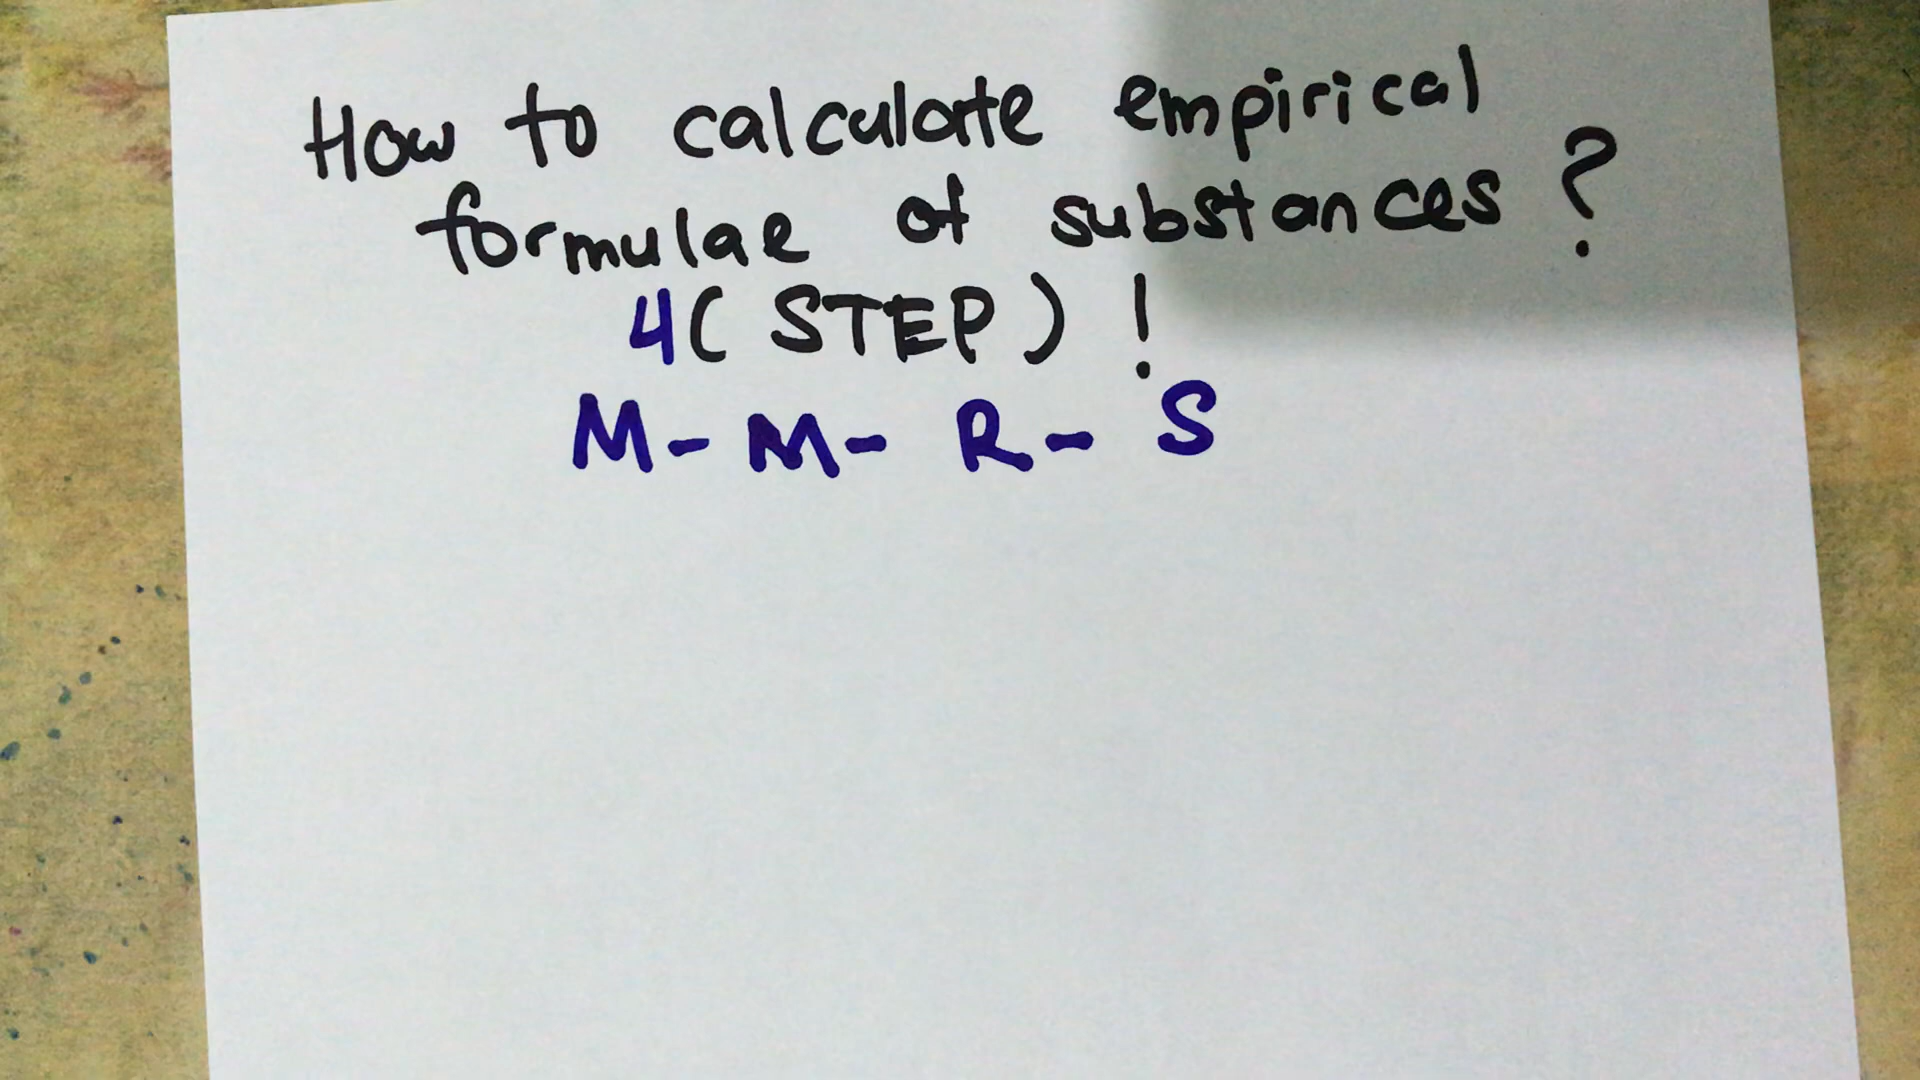 How to calculate empirical
formulae of substances ?
4( STEP ) !
M - M - R - S